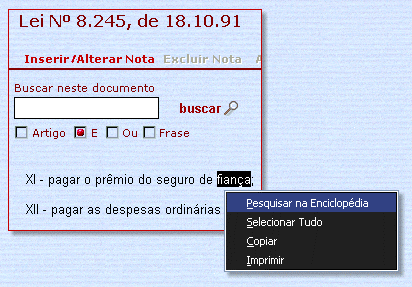 Lei Nº 8.245, de 18.10.91
Inserir/Alterar Nota Excluir Nota
Buscar neste documento
buscar
Artigo E Ou Frase
XI - pagar o prêmio do seguro de fiança;
XII - pagar as despesas ordinárias
Pesquisar na Enciclopédia
Selecionar Tudo
Copiar
Imprimir